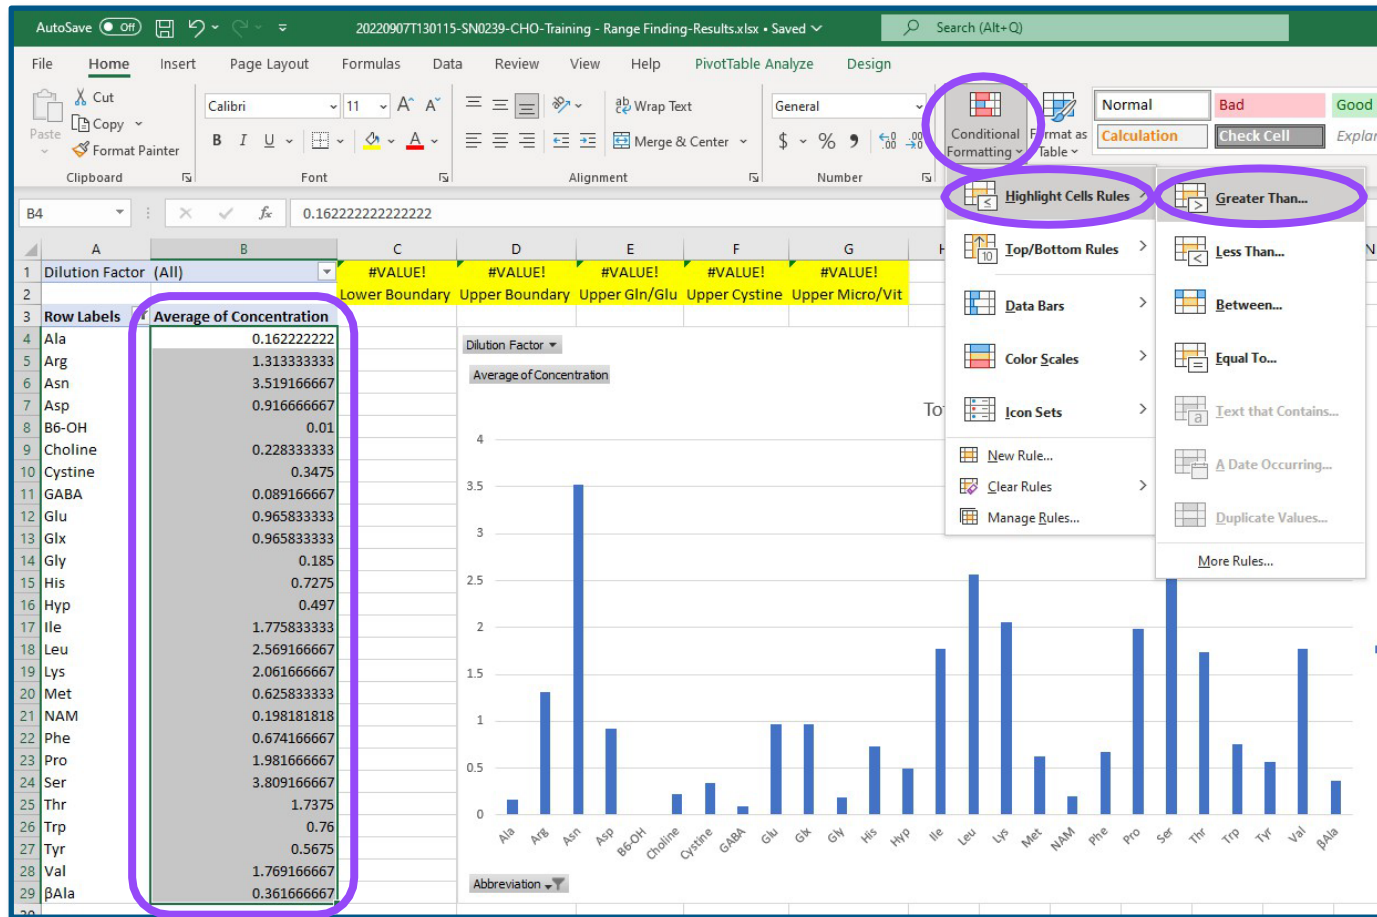 AutoSave Off 20220907T130115-SN0239-CHO-Training - Range Finding-Results.xlsx • Saved Search (Alt+Q)
File Home Insert Page Layout Formulas Data Review View Help PivotTable Analyze Design
Cut
Copy
Paste
Format Painter
Clipboard
Calibri 11 A A
B I U A
Font
Wrap Text
Merge & Center
Alignment
General
$ % 9 .00 .00
Number
Conditional Formatting
Format as Table
Normal Bad Good
Calculation Check Cell
B4 fx 0.162222222222222
A B C D E F G
1 Dilution Factor (All) #VALUE! #VALUE! #VALUE! #VALUE! #VALUE!
2 Lower Boundary Upper Boundary Upper Gln/Glu Upper Cystine Upper Micro/Vit
3 Row Labels Average of Concentration
4 Ala 0.162222222
5 Arg 1.313333333
6 Asn 3.519166667
7 Asp 0.916666667
8 B6-OH 0.01
9 Choline 0.228333333
10 Cystine 0.3475
11 GABA 0.089166667
12 Glu 0.965833333
13 Glx 0.965833333
14 Gly 0.185
15 His 0.7275
16 Hyp 0.497
17 Ile 1.775833333
18 Leu 2.569166667
19 Lys 2.061666667
20 Met 0.625833333
21 NAM 0.198181818
22 Phe 0.674166667
23 Pro 1.981666667
24 Ser 3.809166667
25 Thr 1.7375
26 Trp 0.76
27 Tyr 0.5675
28 Val 1.769166667
29 βAla 0.361666667
Highlight Cells Rules
Top/Bottom Rules
Data Bars
Color Scales
Icon Sets
New Rule...
Clear Rules
Manage Rules...
Greater Than...
Less Than...
Between...
Equal To...
Text that Contains...
A Date Occurring...
Duplicate Values...
More Rules...
Dilution Factor
Average of Concentration
4
3.5
3
2.5
2
1.5
1
0.5
0
Ala Arg Asn Asp B6-OH Choline Cystine GABA Glu Glx Gly His Hyp Ile Leu Lys Met NAM Phe Pro Ser Thr Trp Tyr Val βAla
Abbreviation